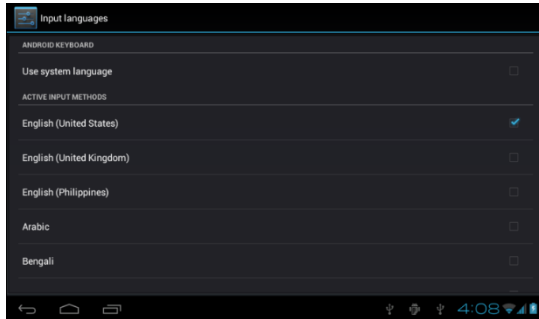 Input languages
ANDROID KEYBOARD
Use system language
ACTIVE INPUT METHODS
English (United States)
English (United Kingdom)
English (Philippines)
Arabic
Bengali
4:08